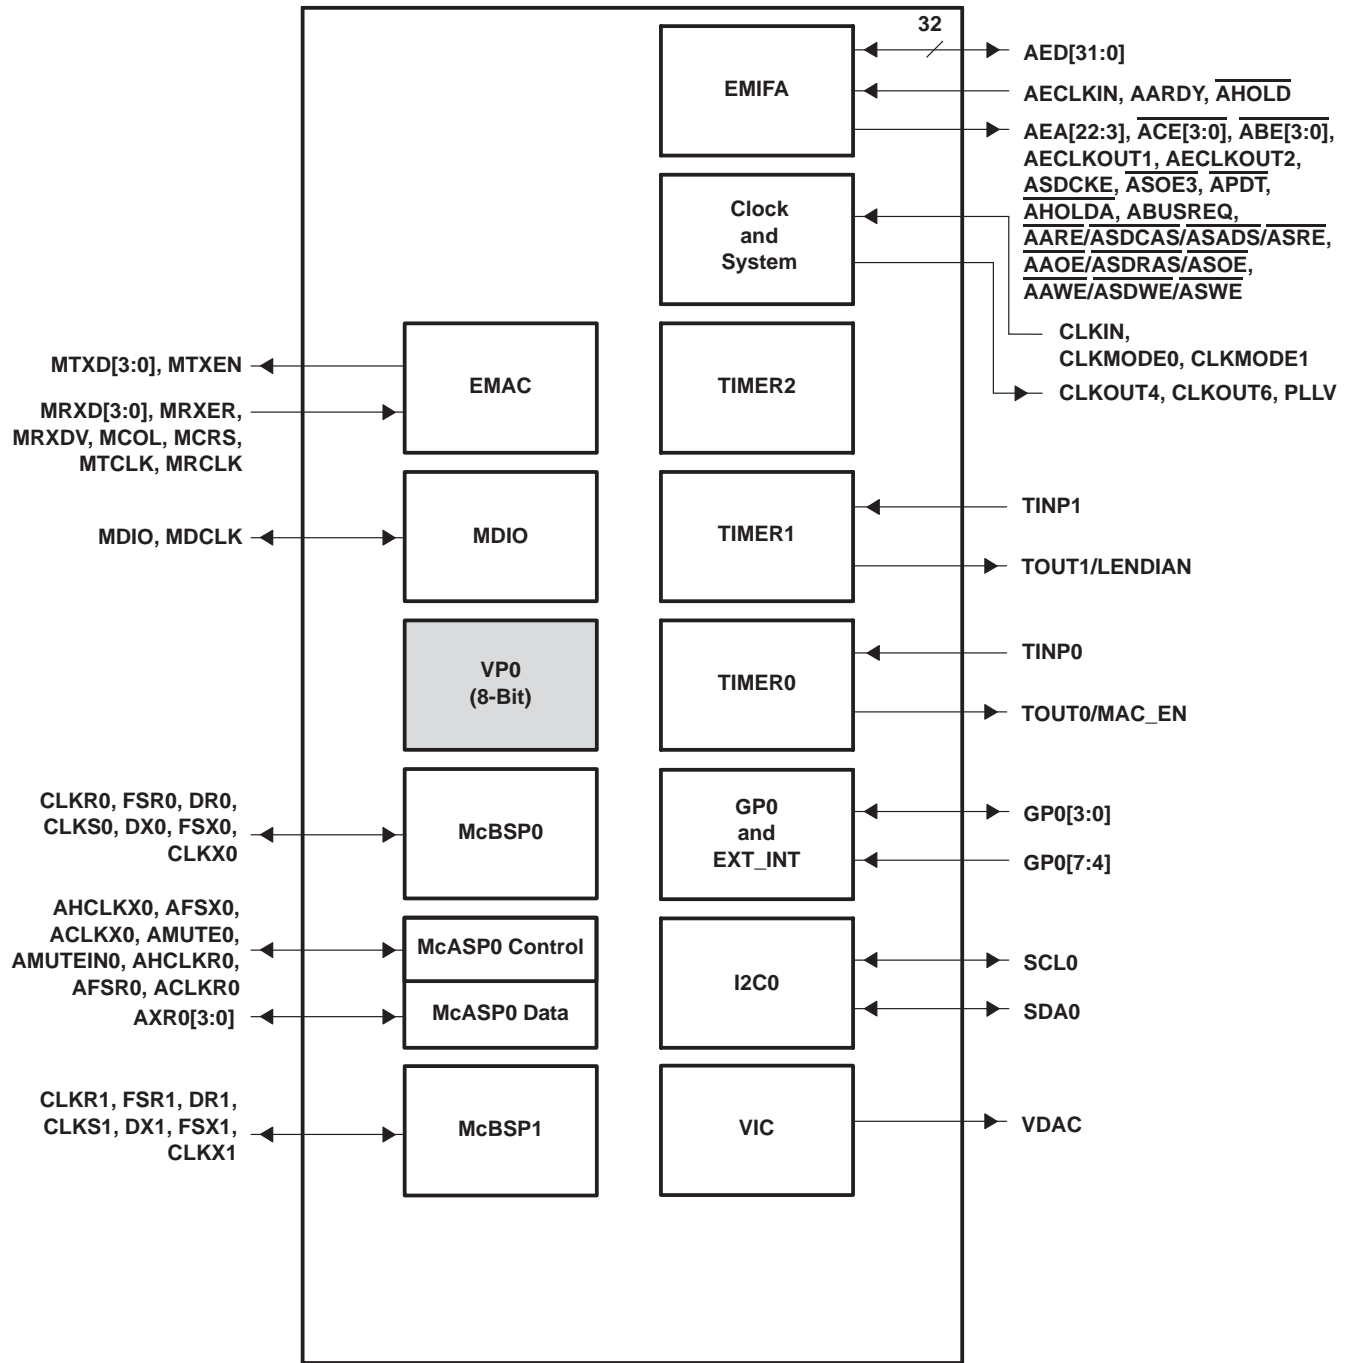 32
EMIFA
AED[31:0]
AECLKIN, AARDY, AHOLD
AEA[22:3], ACE[3:0], ABE[3:0],
AECLKOUT1, AECLKOUT2,
ASDCKE, ASOE3, APDT,
AHOLDA, ABUSREQ,
AARE/ASDCAS/ASADS/ASRE,
AAOE/ASDRAS/ASOE,
AAWE/ASDWE/ASWE
Clock
and
System
CLKIN,
CLKMODE0, CLKMODE1
CLKOUT4, CLKOUT6, PLLV
MTXD[3:0], MTXEN
MRXD[3:0], MRXER,
MRXDV, MCOL, MCRS,
MTCLK, MRCLK
EMAC
TIMER2
MDIO, MDCLK
MDIO
TIMER1
TINP1
TOUT1/LENDIAN
VP0
(8-Bit)
TIMER0
TINP0
TOUT0/MAC_EN
CLKR0, FSR0, DR0,
CLKS0, DX0, FSX0,
CLKX0
McBSP0
GP0
and
EXT_INT
GP0[3:0]
GP0[7:4]
AHCLKX0, AFSX0,
ACLKX0, AMUTE0,
AMUTEIN0, AHCLKR0,
AFSR0, ACLKR0
McASP0 Control
AXR0[3:0]
McASP0 Data
I2C0
SCL0
SDA0
CLKR1, FSR1, DR1,
CLKS1, DX1, FSX1,
CLKX1
McBSP1
VIC
VDAC